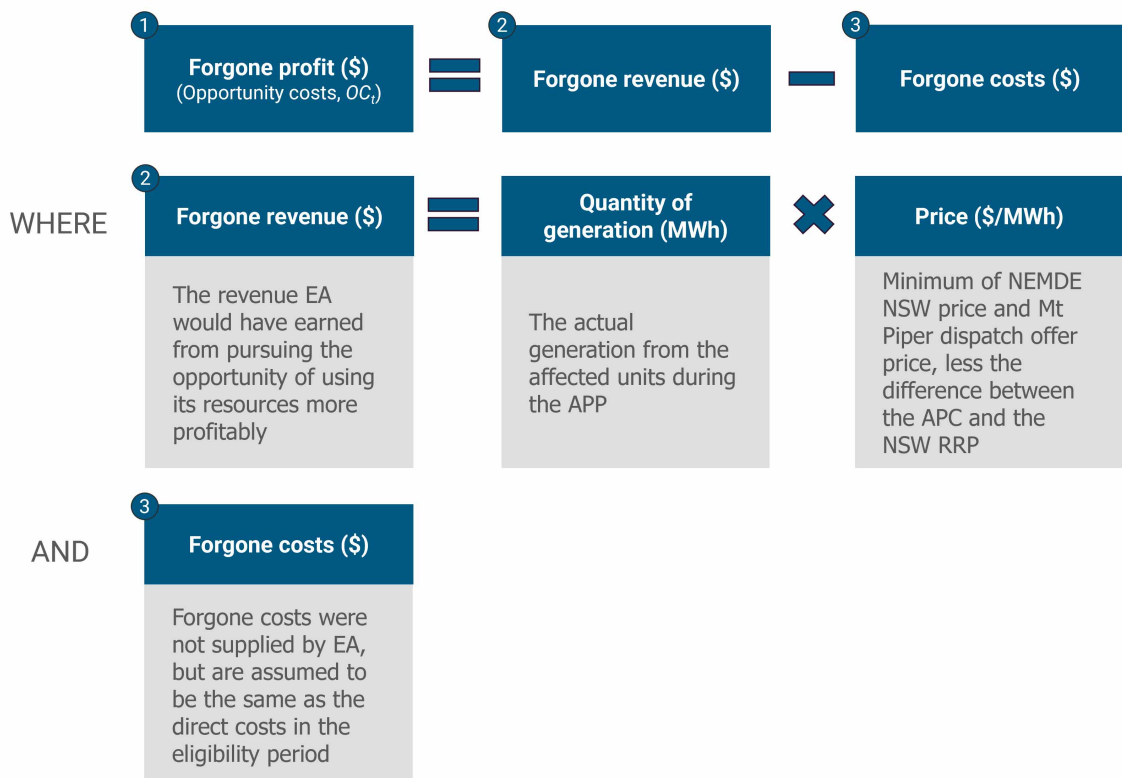 1
Forgone profit ($)
(Opportunity costs, OCt)
2
Forgone revenue ($)
3
Forgone costs ($)
WHERE
2
Forgone revenue ($)
The revenue EA
would have earned
from pursuing the
opportunity of using
its resources more
profitably
Quantity of
generation (MWh)
The actual
generation from the
affected units during
the APP
Price ($/MWh)
Minimum of NEMDE
NSW price and Mt
Piper dispatch offer
price, less the
difference between
the APC and the
NSW RRP
AND
3
Forgone costs ($)
Forgone costs were
not supplied by EA,
but are assumed to
be the same as the
direct costs in the
eligibility period